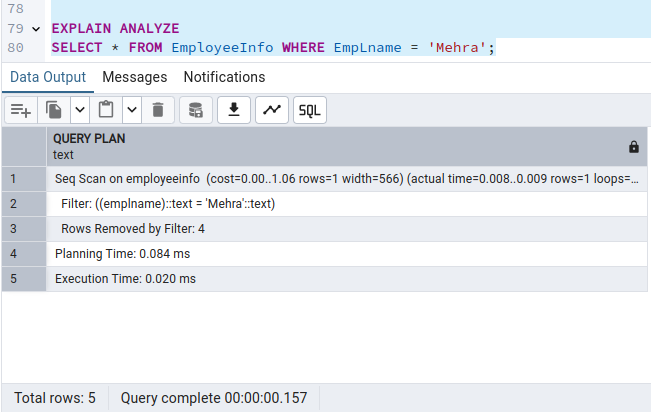 78
79 EXPLAIN ANALYZE
80 SELECT * FROM EmployeeInfo WHERE EmpLname = 'Mehra';
Data Output Messages Notifications
SQL
QUERY PLAN
text
1 Seq Scan on employeeinfo (cost=0.00..1.06 rows=1 width=566) (actual time=0.008..0.009 rows=1 loops=...
2 Filter: ((emplname)::text = 'Mehra'::text)
3 Rows Removed by Filter: 4
4 Planning Time: 0.084 ms
5 Execution Time: 0.020 ms
Total rows: 5 Query complete 00:00:00.157